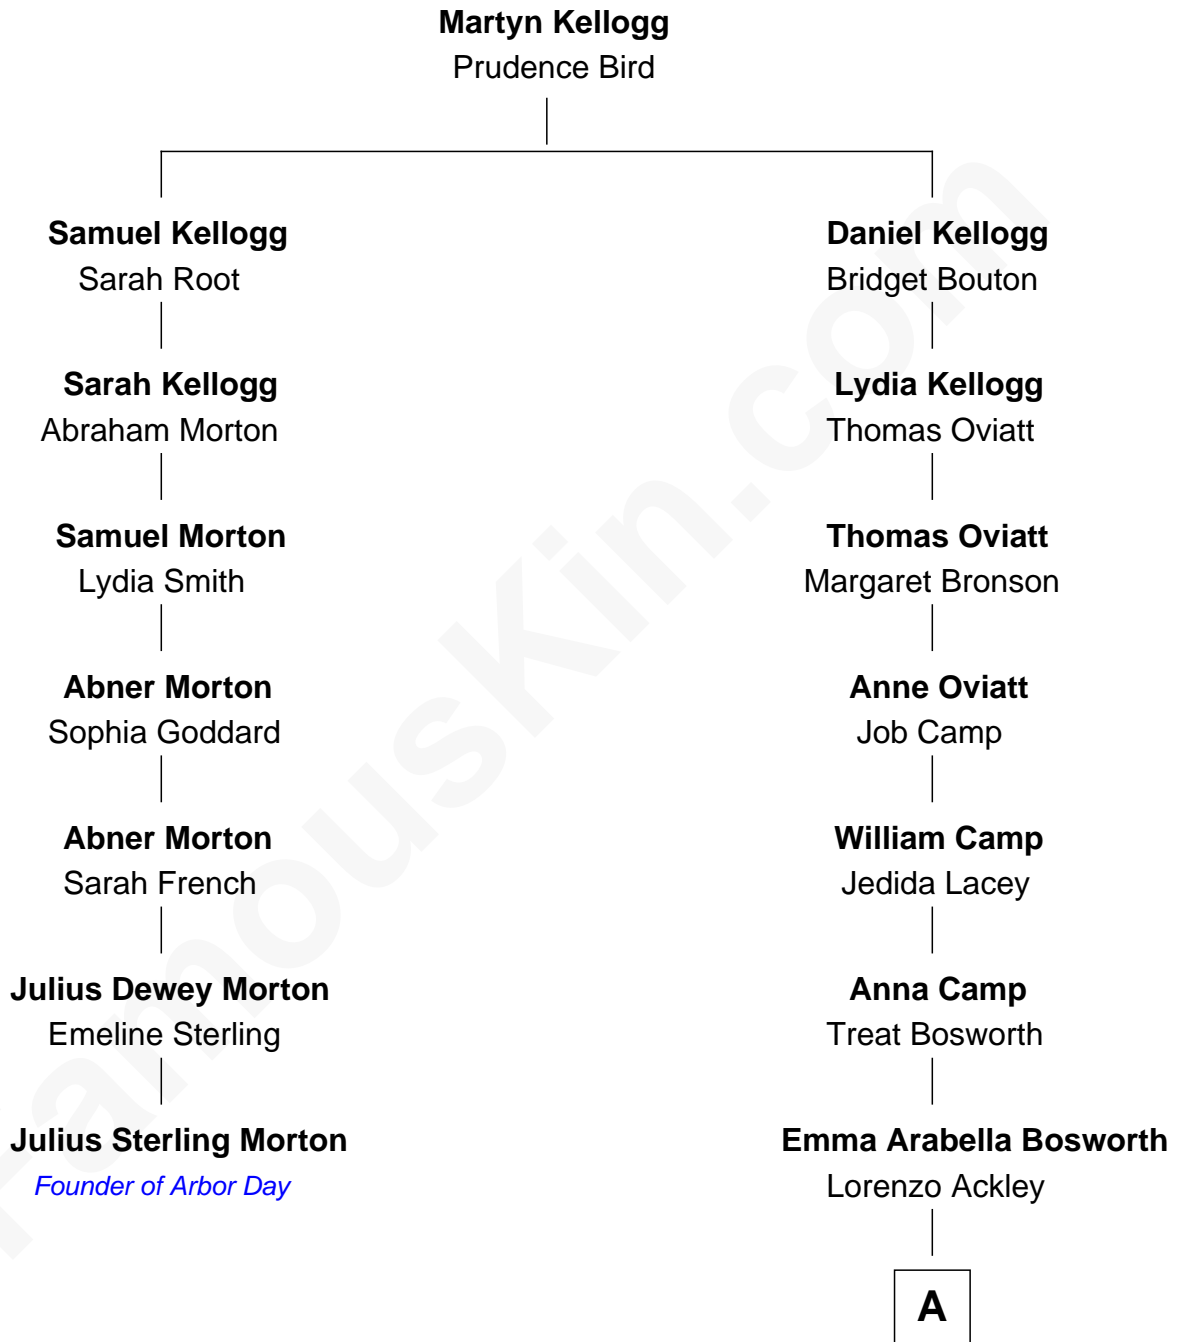 Martyn Kellogg
Prudence Bird
Samuel Kellogg
Sarah Root
Daniel Kellogg
Bridget Bouton
Sarah Kellogg
Abraham Morton
Lydia Kellogg
Thomas Oviatt
Samuel Morton
Lydia Smith
Thomas Oviatt
Margaret Bronson
Abner Morton
Sophia Goddard
Anne Oviatt
Job Camp
Abner Morton
Sarah French
William Camp
Jedida Lacey
Julius Dewey Morton
Emeline Sterling
Anna Camp
Treat Bosworth
Julius Sterling Morton
Founder of Arbor Day
Emma Arabella Bosworth
Lorenzo Ackley
A
FamousKin.com